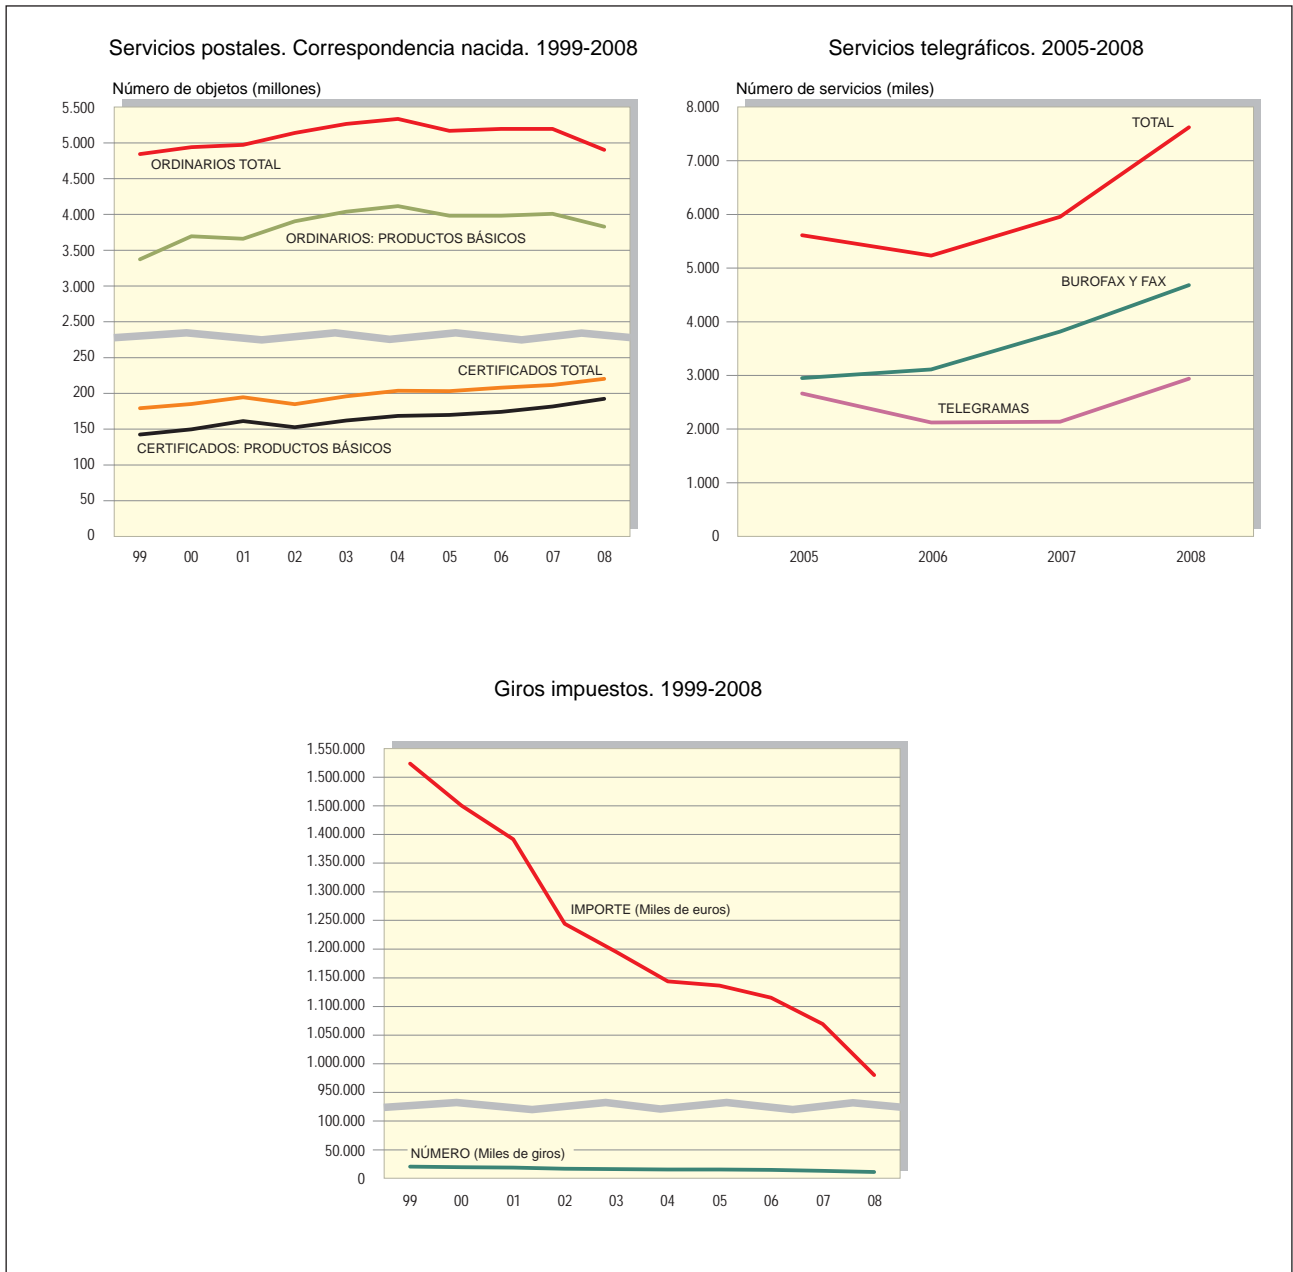 Servicios postales. Correspondencia nacida. 1999-2008
Número de objetos (millones)
5.500
5.000
4.500
4.000
3.500
3.000
2.500
250
200
150
100
50
0
ORDINARIOS TOTAL
ORDINARIOS: PRODUCTOS BÁSICOS
CERTIFICADOS TOTAL
CERTIFICADOS: PRODUCTOS BÁSICOS
99 00 01 02 03 04 05 06 07 08
Servicios telegráficos. 2005-2008
Número de servicios (miles)
8.000
7.000
6.000
5.000
4.000
3.000
2.000
1.000
0
TOTAL
BUROFAX Y FAX
TELEGRAMAS
2005 2006 2007 2008
Giros impuestos. 1999-2008
1.550.000
1.500.000
1.500.000
1.400.000
1.350.000
1.300.000
1.250.000
1.200.000
1.150.000
1.100.000
1.050.000
1.000.000
950.000
100.000
50.000
0
IMPORTE (Miles de euros)
NÚMERO (Miles de giros)
99 00 01 02 03 04 05 06 07 08